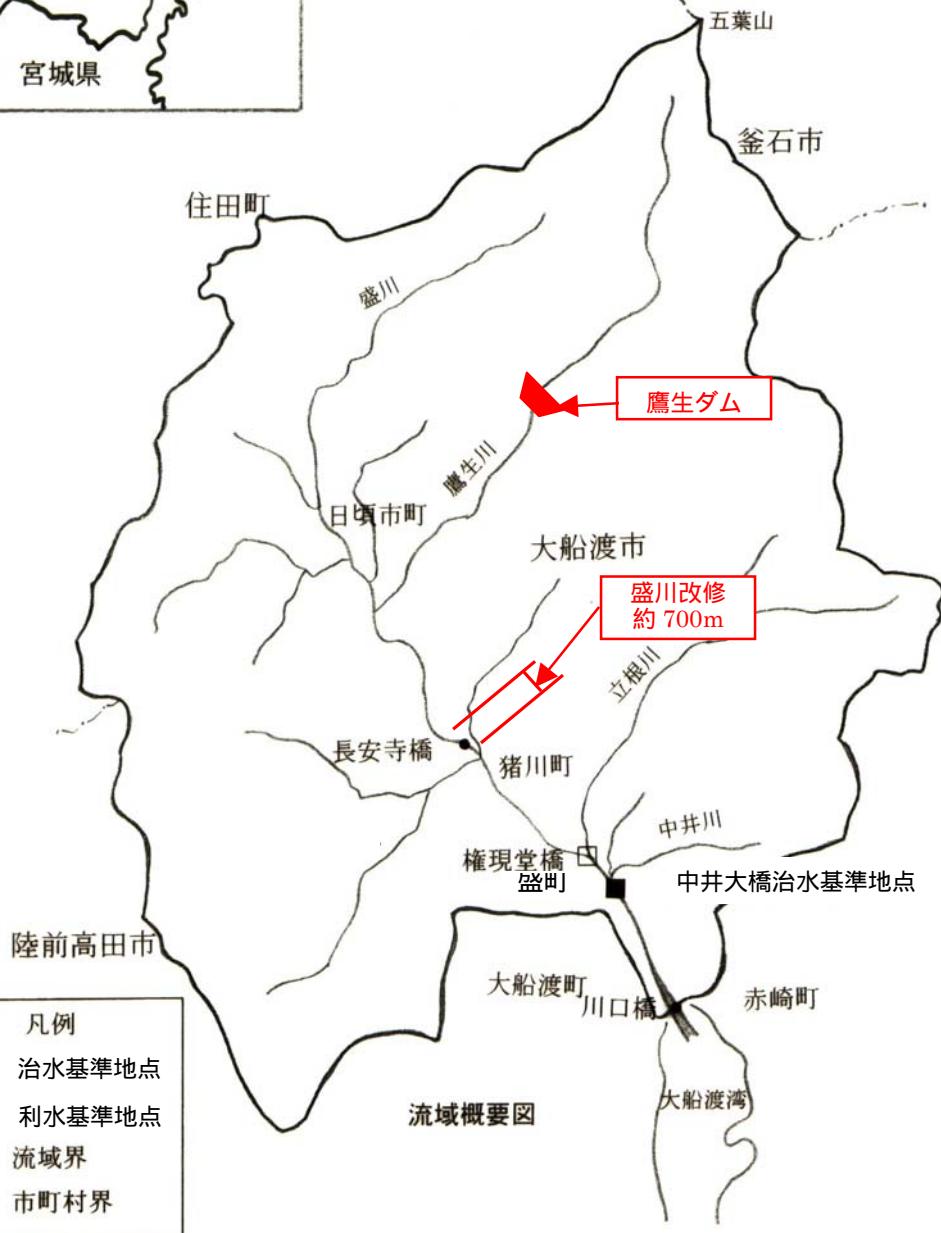 五葉山
宮城県
釜石市
住田町
盛川
鷹生ダム
鷹生川
日頃市町
大船渡市
盛川改修
約 700m
立根川
長安寺橋
猪川町
中井川
権現堂橋
盛町
中井大橋治水基準地点
陸前高田市
大船渡町
川口橋
赤崎町
凡例
治水基準地点
利水基準地点
流域界
市町村界
大船渡湾
流域概要図